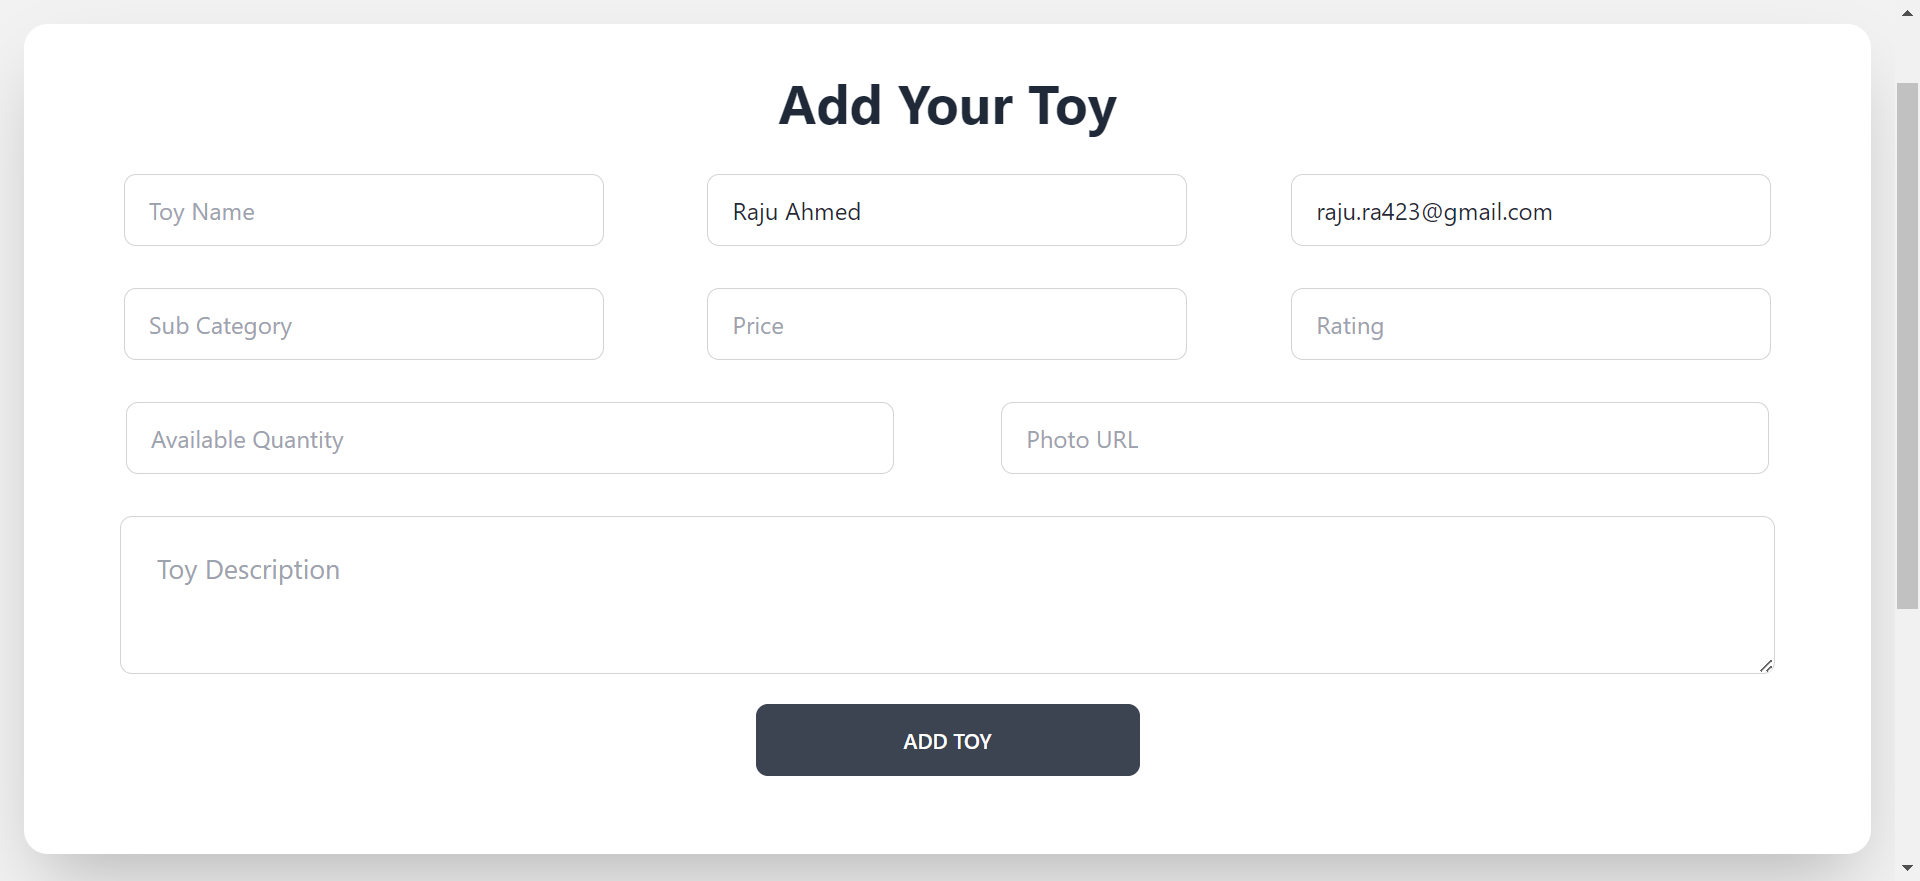 Add Your Toy
Toy Name
Raju Ahmed
raju.ra423@gmail.com
Sub Category
Price
Rating
Available Quantity
Photo URL
Toy Description
ADD TOY